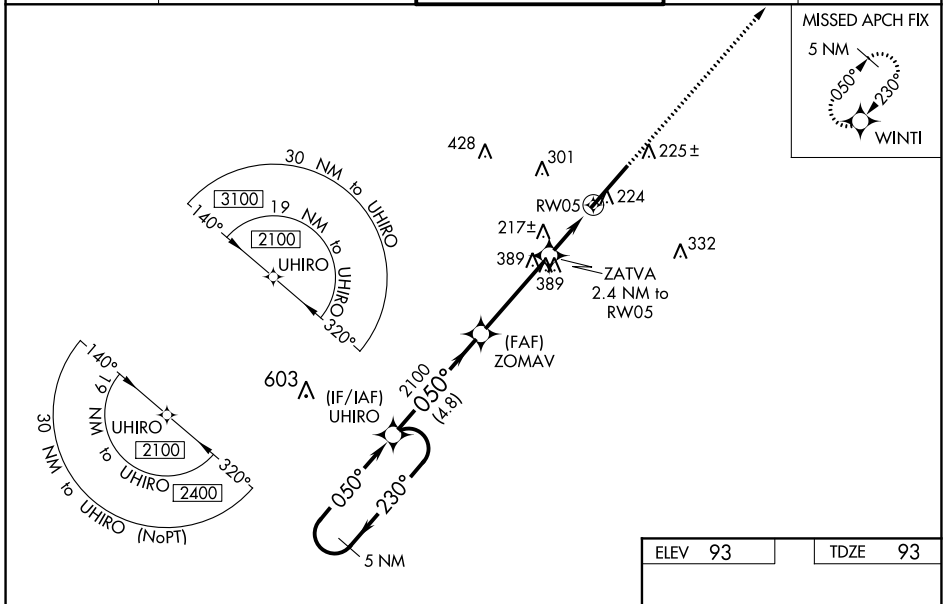 MISSED APCH FIX
5 NM
050°
230°
WINTI
428
301
225±
RW05
224
217±
389
389
332
ZATVA
2.4 NM to
RW05
30 NM to UHIRO
3100
140°
19 NM to UHIRO
2100
UHIRO
320°
(FAF)
ZOMAV
2100
050°
(4.8)
603
(IF/IAF)
UHIRO
140°
19 NM to UHIRO
UHIRO
2100
320°
2400
30 NM to UHIRO (NoPT)
050°
230°
5 NM
ELEV 93
TDZE 93